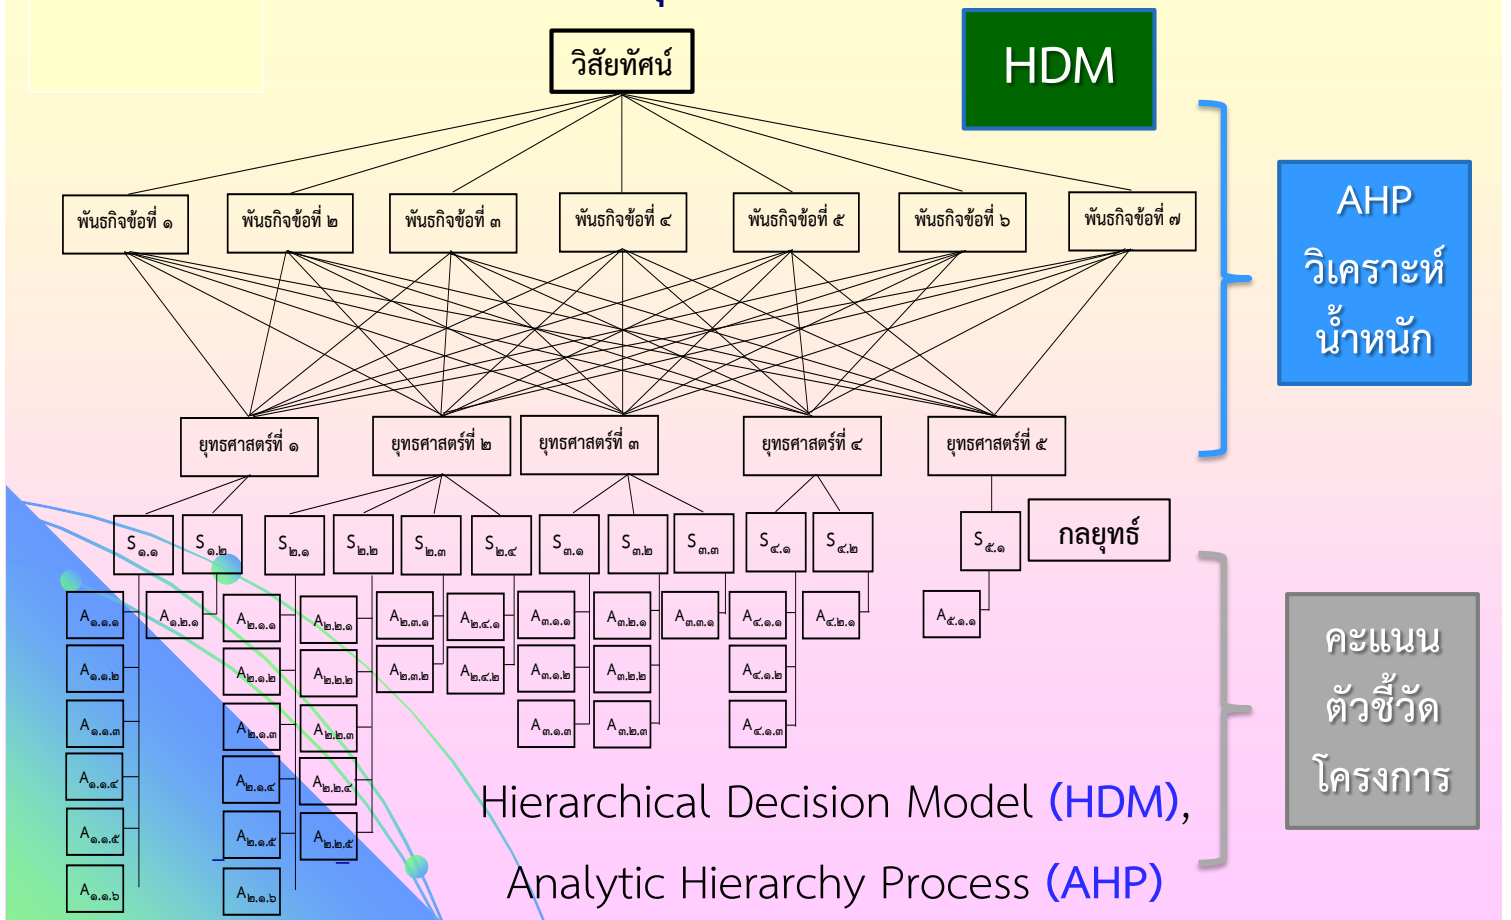 วิสัยทัศน์
HDM
พันธกิจข้อที่ ๑
พันธกิจข้อที่ ๒
พันธกิจข้อที่ ๓
พันธกิจข้อที่ ๔
พันธกิจข้อที่ ๕
พันธกิจข้อที่ ๖
พันธกิจข้อที่ ๗
AHP
วิเคราะห์
น้ำหนัก
ยุทธศาสตร์ที่ ๑
ยุทธศาสตร์ที่ ๒
ยุทธศาสตร์ที่ ๓
ยุทธศาสตร์ที่ ๔
ยุทธศาสตร์ที่ ๕
S๑.๑
S๑.๒
S๒.๑
S๒.๒
S๒.๓
S๒.๔
S๓.๑
S๓.๒
S๓.๓
S๔.๑
S๔.๒
S๕.๑
กลยุทธ์
A๑.๑.๑
A๑.๒.๑
A๒.๑.๑
A๒.๒.๑
A๒.๓.๑
A๒.๔.๑
A๓.๑.๑
A๓.๒.๑
A๓.๓.๑
A๔.๑.๑
A๔.๒.๑
A๕.๑.๑
A๑.๑.๒
A๒.๑.๒
A๒.๒.๒
A๒.๓.๒
A๒.๔.๒
A๓.๑.๒
A๓.๒.๒
A๔.๑.๒
A๑.๑.๓
A๒.๑.๓
A๒.๒.๓
A๓.๑.๓
A๓.๒.๓
A๔.๑.๓
A๑.๑.๔
A๒.๑.๔
A๒.๒.๔
A๑.๑.๕
A๒.๑.๕
A๒.๒.๕
A๑.๑.๖
A๒.๑.๖
คะแนน
ตัวชี้วัด
โครงการ
Hierarchical Decision Model (HDM),
Analytic Hierarchy Process (AHP)